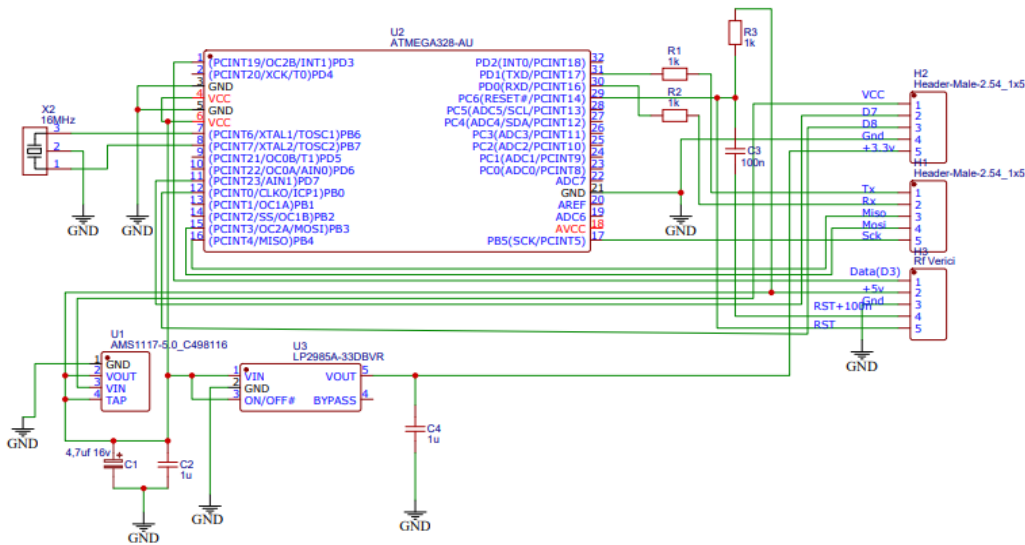 U2
ATMEGA328-AU
1 (PCINT19/OC2B/INT1)PD3
2 (PCINT20/XCK/T0)PD4
3 GND
4 VCC
5 GND
6 VCC
7 (PCINT6/XTAL1/TOSC1)PB6
8 (PCINT7/XTAL2/TOSC2)PB7
9 (PCINT21/OC0B/T1)PD5
10 (PCINT22/OC0A/AIN0)PD6
11 (PCINT23/AIN1)PD7
12 (PCINT0/CLKO/ICP1)PB0
13 (PCINT1/OC1A)PB1
14 (PCINT2/SS/OC1B)PB2
15 (PCINT3/OC2A/MOSI)PB3
16 (PCINT4/MISO)PB4
PD2(INT0/PCINT18) 32
PD1(TXD/PCINT17) 31
PD0(RXD/PCINT16) 30
PC6(RESET#/PCINT14) 29
PC5(ADC5/SCL/PCINT13) 28
PC4(ADC4/SDA/PCINT12) 27
PC3(ADC3/PCINT11) 26
PC2(ADC2/PCINT10) 25
PC1(ADC1/PCINT9) 24
PC0(ADC0/PCINT8) 23
ADC7 22
GND 21
AREF 20
ADC6 19
AVCC 18
PB5(SCK/PCINT5) 17
X2
16MHz
3
2
1
GND
GND
R1
1k
R2
1k
R3
1k
C3
100n
GND
H2
Header-Male-2.54_1x5
VCC 1
D7 2
D8 3
Gnd 4
+3.3v 5
H1
Header-Male-2.54_1x5
Tx 1
Rx 2
Miso 3
Mosi 4
Sck 5
H3
Rf Verici
Data(D3) 1
+5v 2
Gnd 3
RST+100n 4
RST 5
GND
U1
AMS1117-5.0_C498116
1 GND
2 VOUT
3 VIN
4 TAP
GND
U3
LP2985A-33DBVR
1 VIN
2 GND
3 ON/OFF#
VOUT 5
BYPASS 4
4,7uf 16v
+
C1
C2
1u
GND
GND
C4
1u
GND